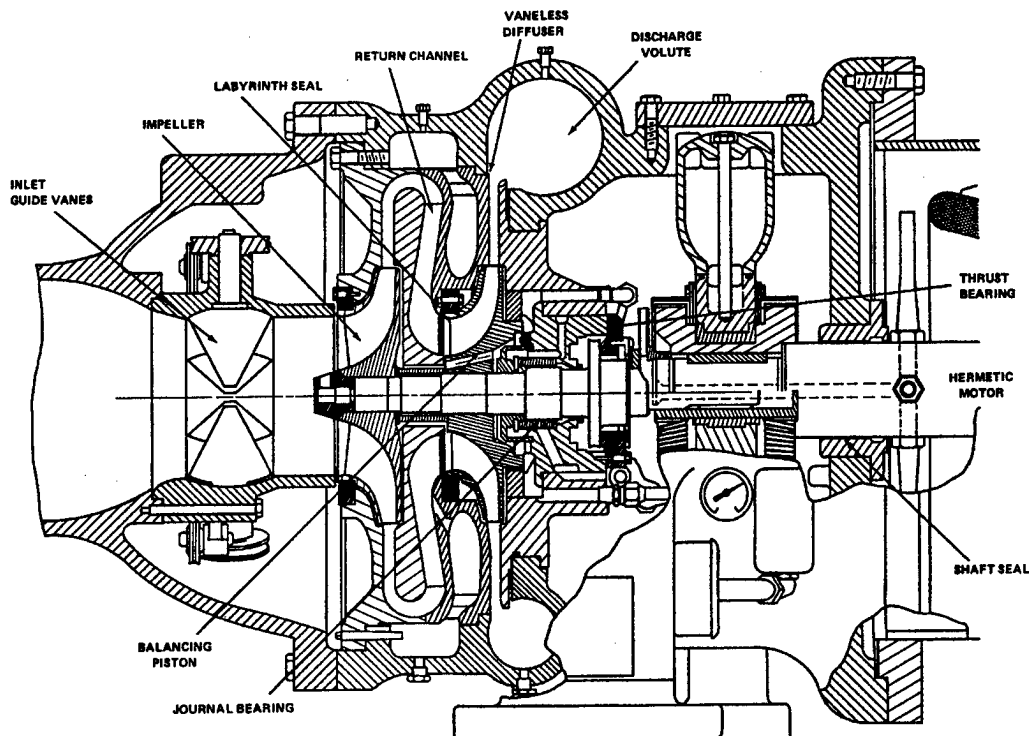 VANELESS
DIFFUSER
DISCHARGE
VOLUTE
RETURN CHANNEL
LABYRINTH SEAL
IMPELLER
INLET
GUIDE VANES
THRUST
BEARING
HERMETIC
MOTOR
SHAFT SEAL
BALANCING
PISTON
JOURNAL BEARING